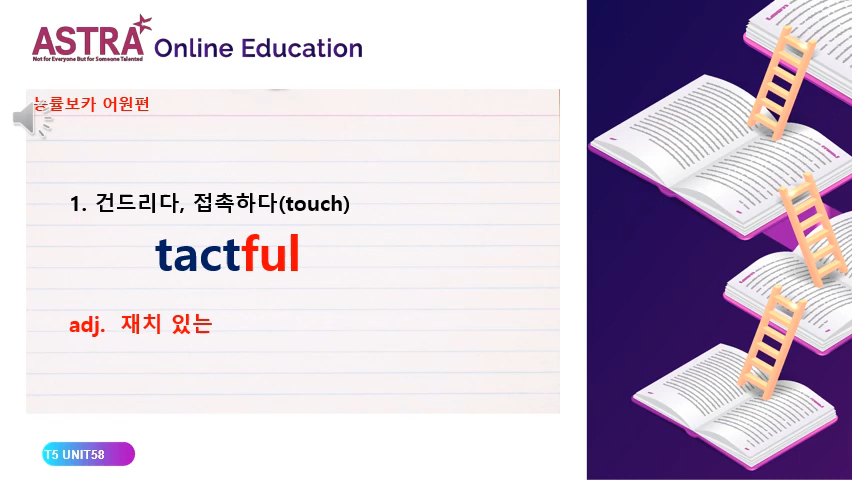 ASTRA Online Education
Not for Everyone But for Someone Talented
능률보카 어원편
1. 건드리다, 접촉하다(touch)
tactful
adj. 재치 있는
T5 UNIT58